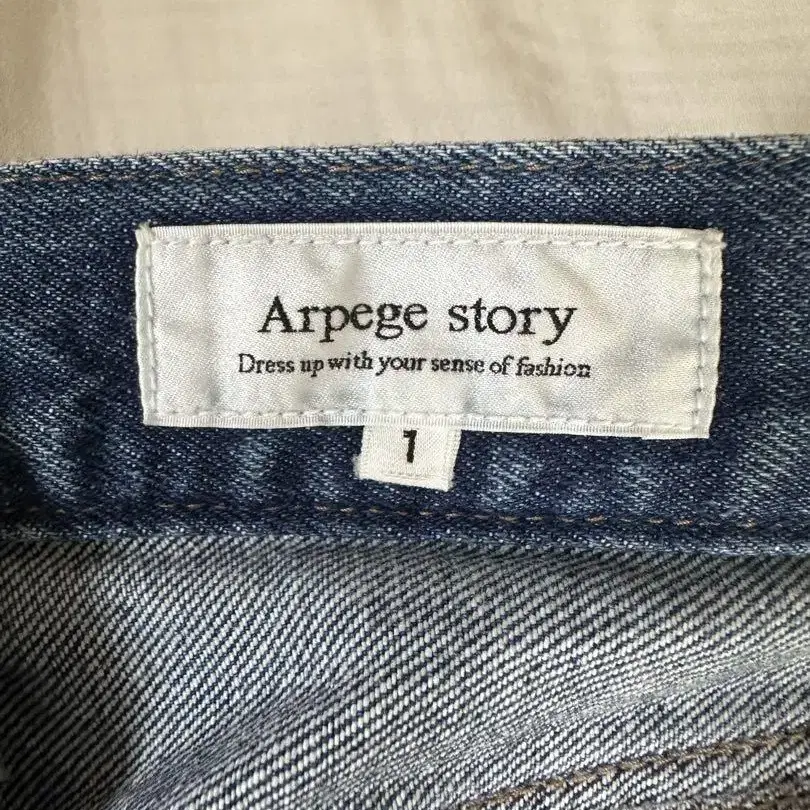 Arpege story
Dress up with your sense of fashion
1